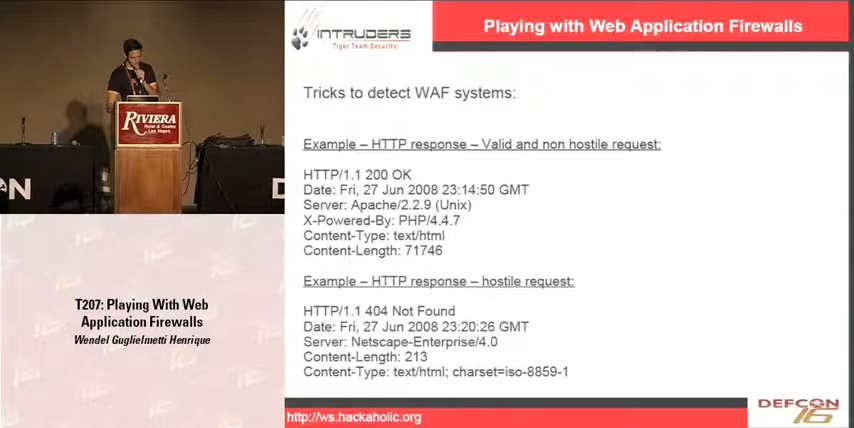 INTRUDERS
Tiger Team Security
Playing with Web Application Firewalls
Tricks to detect WAF systems:
Example – HTTP response – Valid and non hostile request:
HTTP/1.1 200 OK
Date: Fri, 27 Jun 2008 23:14:50 GMT
Server: Apache/2.2.9 (Unix)
X-Powered-By: PHP/4.4.7
Content-Type: text/html
Content-Length: 71746
Example – HTTP response – hostile request:
HTTP/1.1 404 Not Found
Date: Fri, 27 Jun 2008 23:20:26 GMT
Server: Netscape-Enterprise/4.0
Content-Length: 213
Content-Type: text/html; charset=iso-8859-1
http://ws.hackaholic.org
DEFCON
16
RIVIERA
Hotel & Casino
Las Vegas
T207: Playing With Web
Application Firewalls
Wendel Guglielmetti Henrique